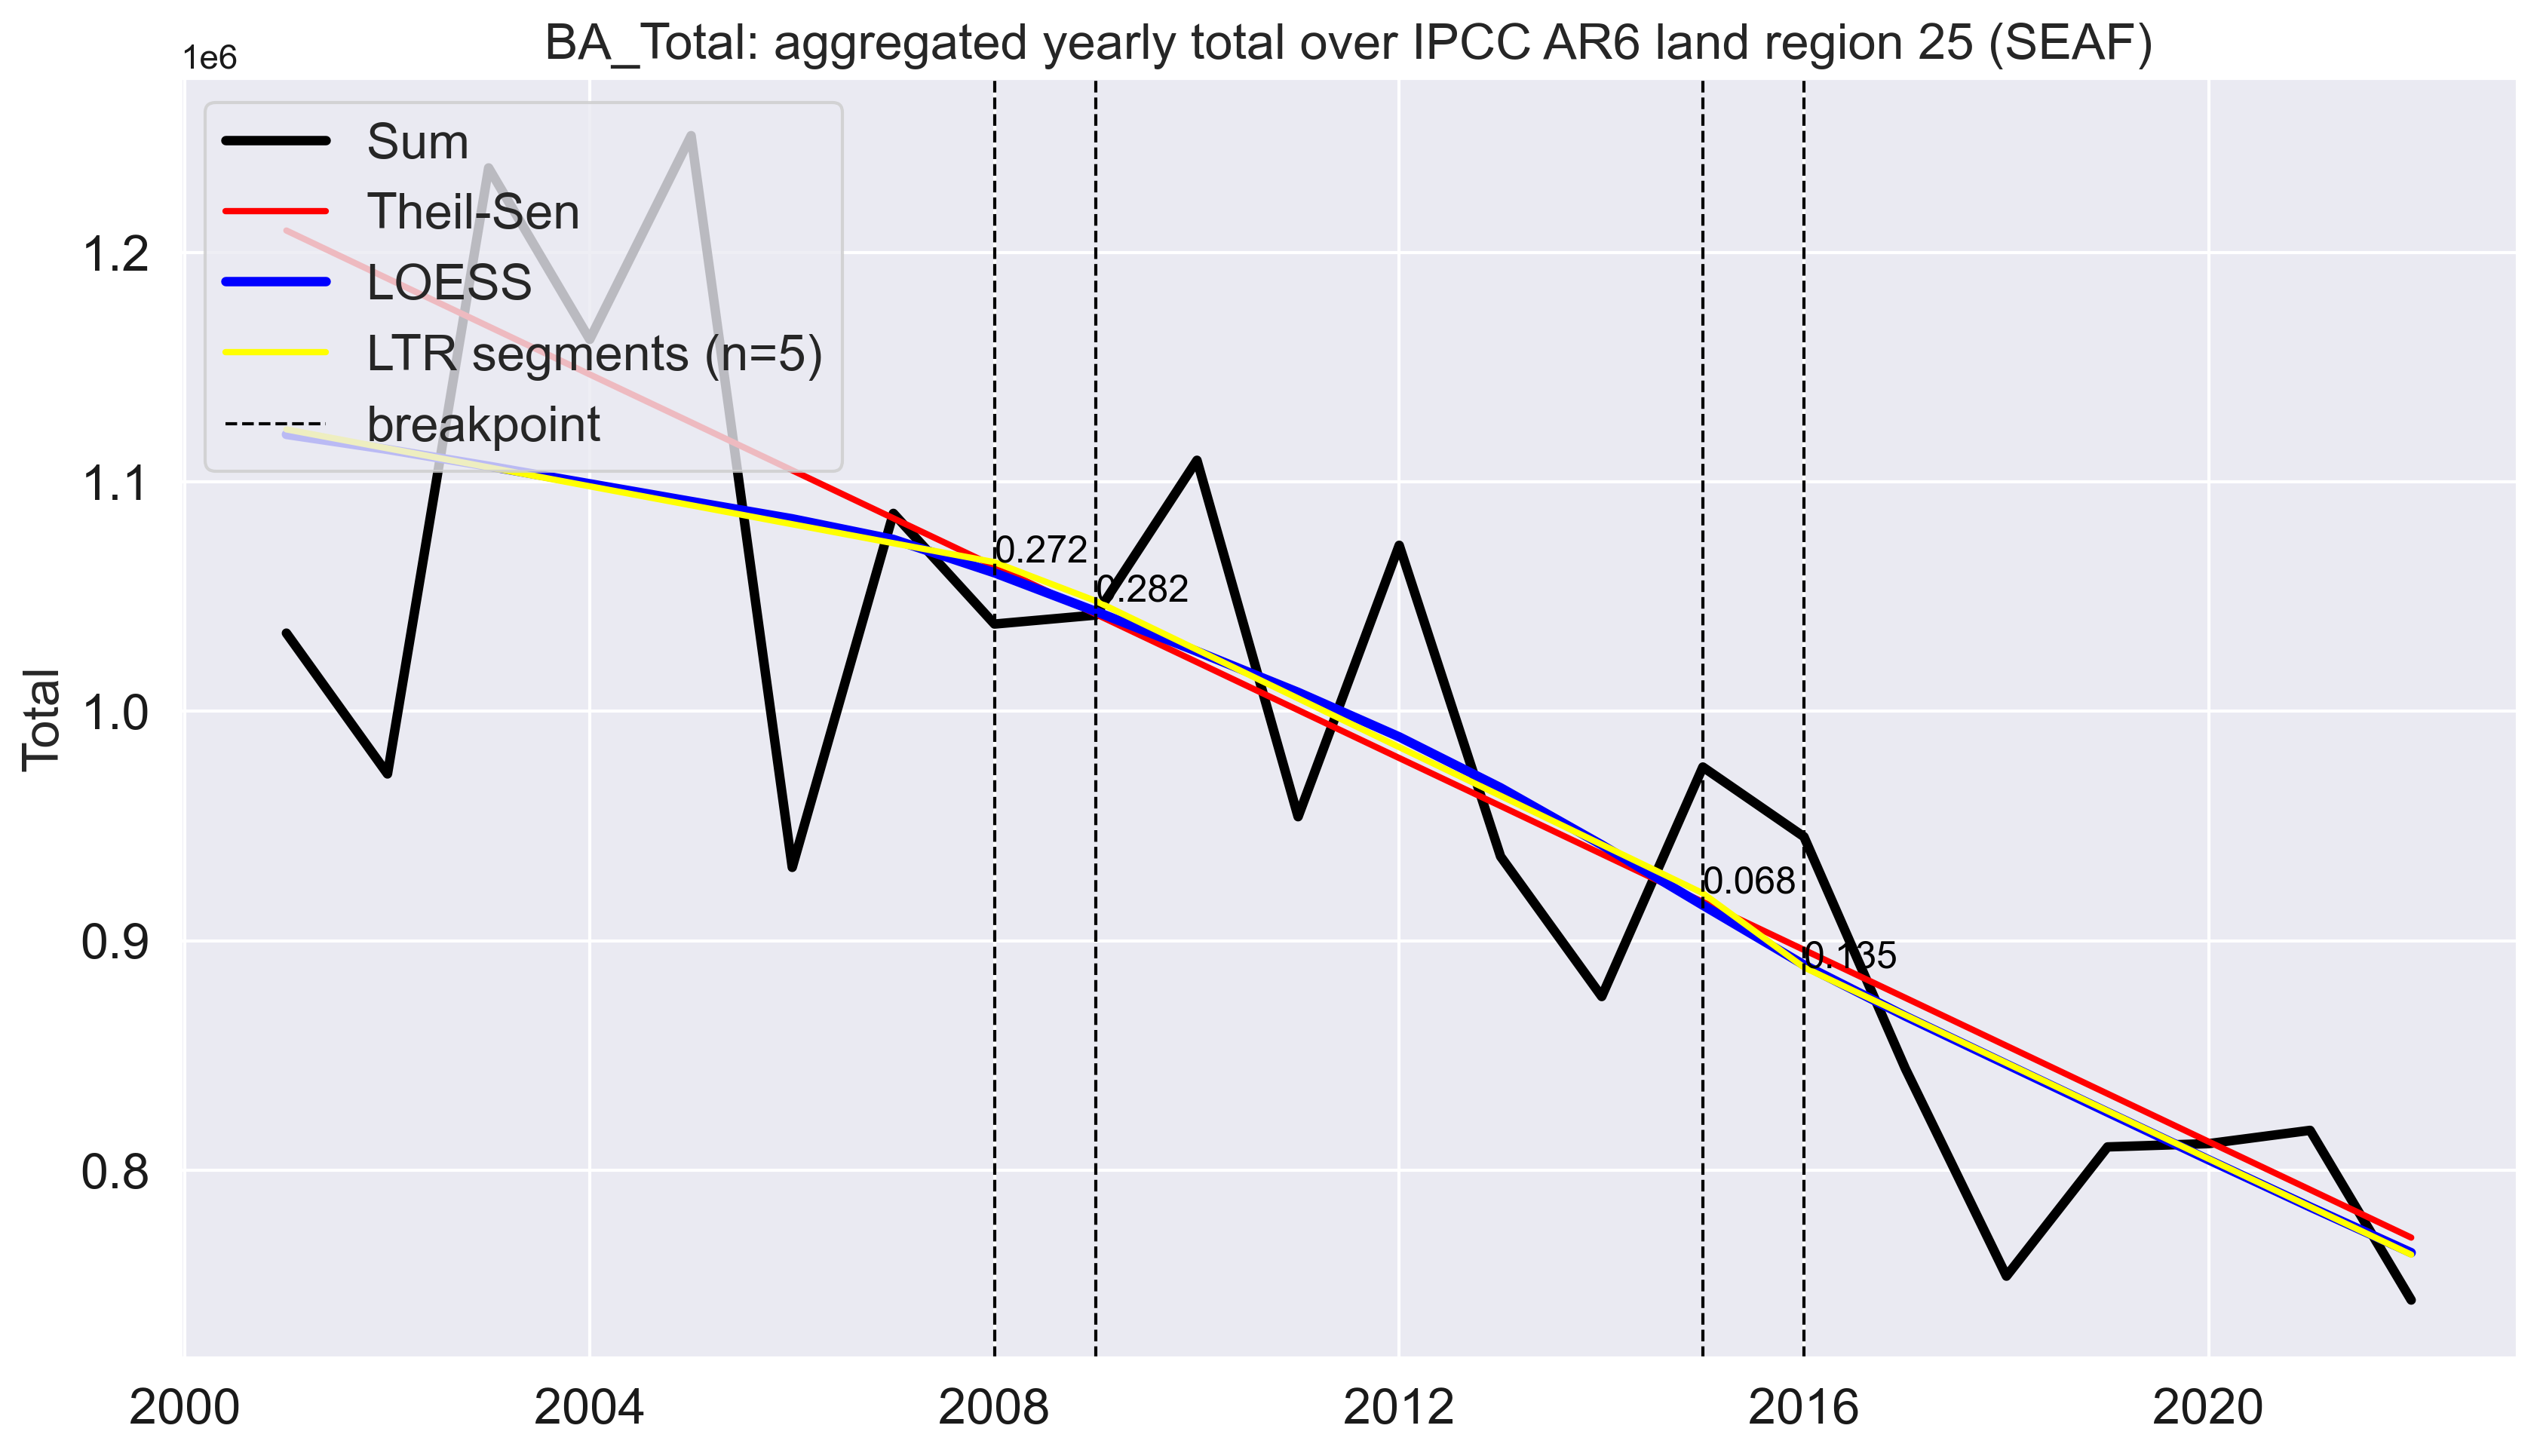 BA_Total: aggregated yearly total over IPCC AR6 land region 25 (SEAF)
1e6
Sum
Theil-Sen
LOESS
LTR segments (n=5)
breakpoint
1.2
1.1
1.0
0.9
0.8
Total
0.272
0.282
0.068
0.135
2000 2004 2008 2012 2016 2020